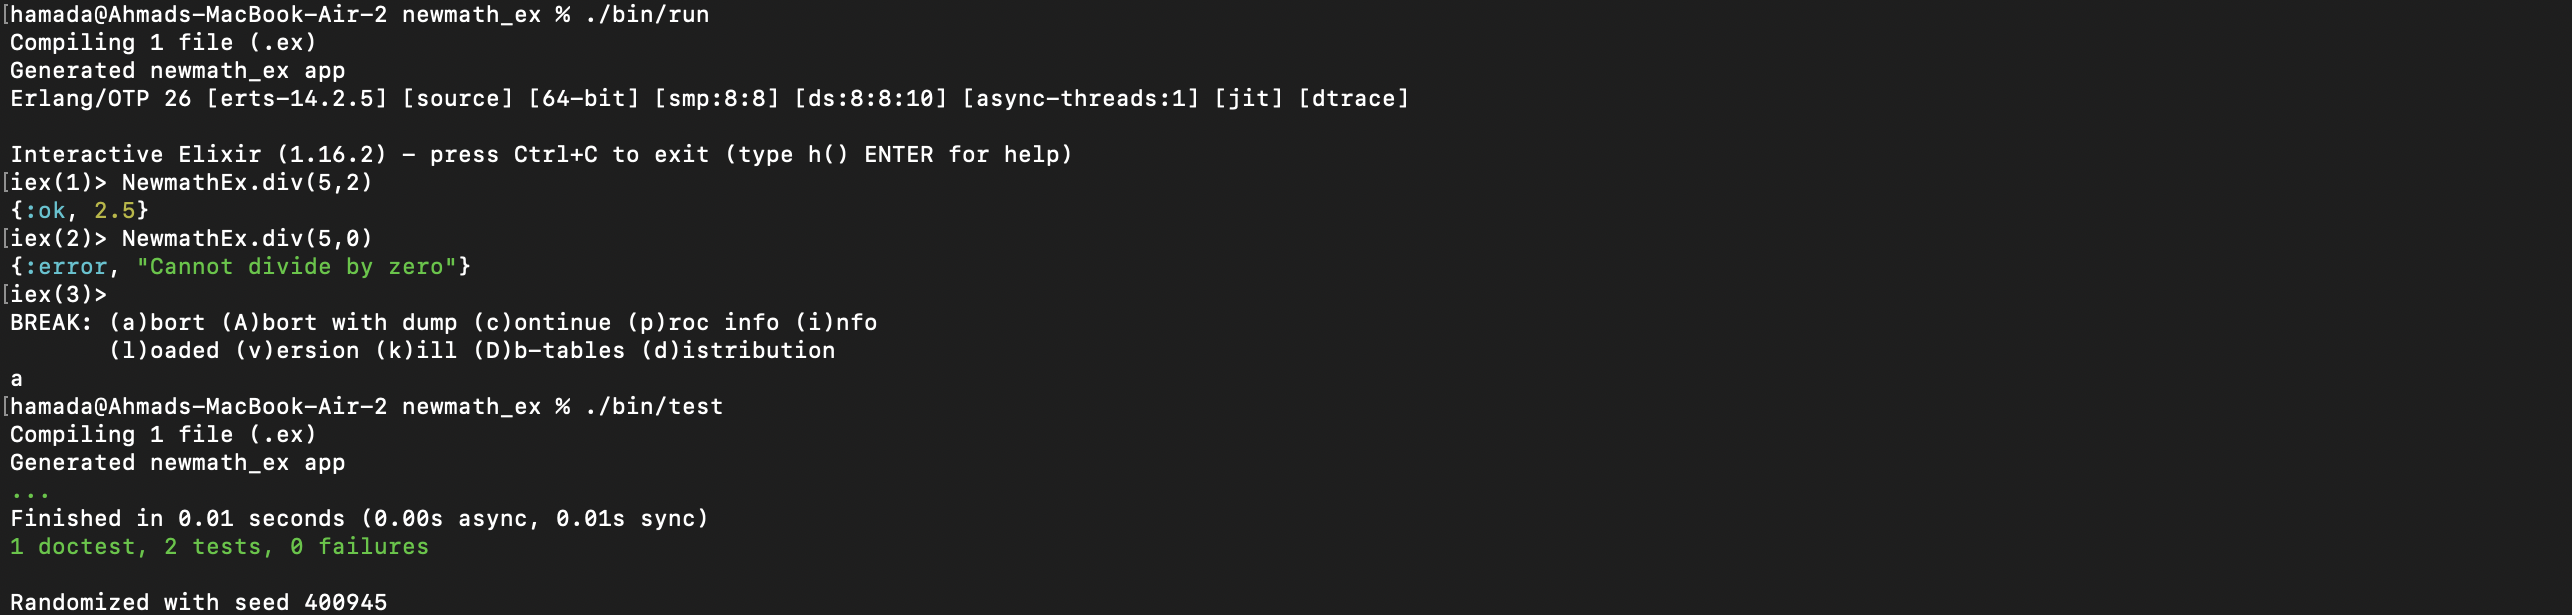 [hamada@Ahmads-MacBook-Air-2 newmath_ex % ./bin/run
Compiling 1 file (.ex)
Generated newmath_ex app
Erlang/OTP 26 [erts-14.2.5] [source] [64-bit] [smp:8:8] [ds:8:8:10] [async-threads:1] [jit] [dtrace]
Interactive Elixir (1.16.2) - press Ctrl+C to exit (type h() ENTER for help)
[iex(1)> NewmathEx.div(5,2)
{:ok, 2.5}
[iex(2)> NewmathEx.div(5,0)
{:error, "Cannot divide by zero"}
[iex(3)>
BREAK: (a)bort (A)bort with dump (c)ontinue (p)roc info (i)nfo
       (l)oaded (v)ersion (k)ill (D)b-tables (d)istribution
a
[hamada@Ahmads-MacBook-Air-2 newmath_ex % ./bin/test
Compiling 1 file (.ex)
Generated newmath_ex app
...
Finished in 0.01 seconds (0.00s async, 0.01s sync)
1 doctest, 2 tests, 0 failures
Randomized with seed 400945